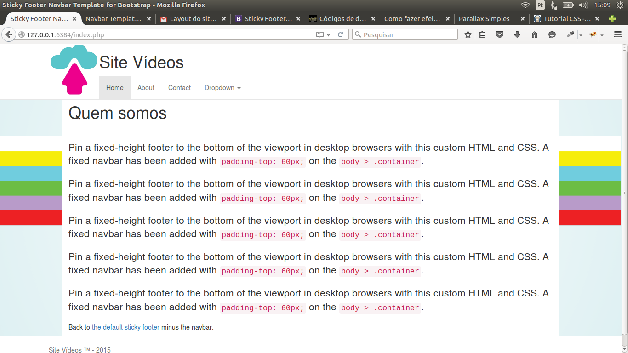 Sticky Footer Navbar Template for Bootstrap - Mozilla Firefox
Pt
Sticky Footer Na...
Navbar Template...
Layout do sit...
Sticky Footer...
Códigos de d...
Como fazer efei...
Parallax Simples
Tutorial CSS -...
127.0.0.1:5384/index.php
Pesquisar
Site Videos
Home
About
Contact
Dropdown
Quem somos
Pin a fixed-height footer to the bottom of the viewport in desktop browsers with this custom HTML and CSS. A
fixed navbar has been added with padding-top: 60px; on the body > .container.
Pin a fixed-height footer to the bottom of the viewport in desktop browsers with this custom HTML and CSS. A
fixed navbar has been added with padding-top: 60px; on the body > .container.
Pin a fixed-height footer to the bottom of the viewport in desktop browsers with this custom HTML and CSS. A
fixed navbar has been added with padding-top: 60px; on the body > .container.
Pin a fixed-height footer to the bottom of the viewport in desktop browsers with this custom HTML and CSS. A
fixed navbar has been added with padding-top: 60px; on the body > .container.
Pin a fixed-height footer to the bottom of the viewport in desktop browsers with this custom HTML and CSS. A
fixed navbar has been added with padding-top: 60px; on the body > .container.
Back to the default sticky footer minus the navbar.
Site Videos ™ - 2015